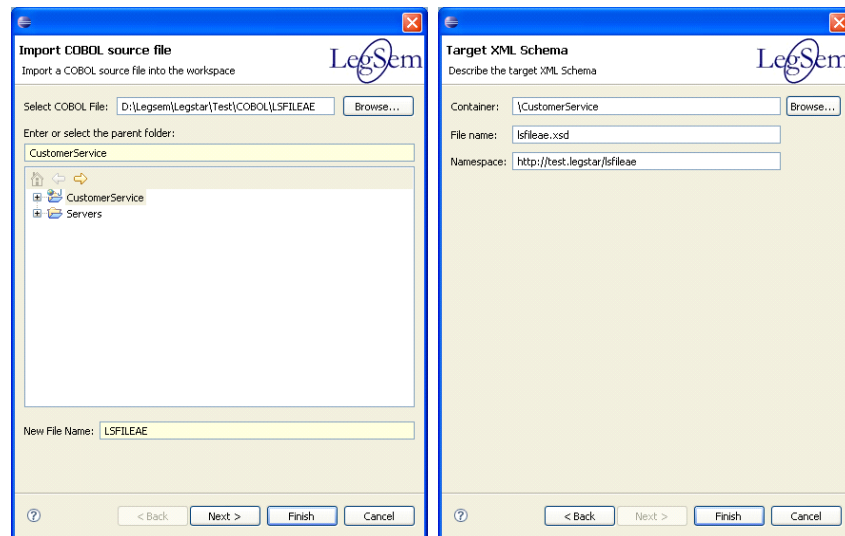 Import COBOL source file
Import a COBOL source file into the workspace
LegSem
Select COBOL File: D:\Legsem\Legstar\Test\COBOL\LSFILEAE Browse...
Enter or select the parent folder:
CustomerService
CustomerService
Servers
New File Name: LSFILEAE
? < Back Next > Finish Cancel
Target XML Schema
Describe the target XML Schema
LegSem
Container: \CustomerService Browse...
File name: lsfileae.xsd
Namespace: http://test.legstar/lsfileae
? < Back Next > Finish Cancel